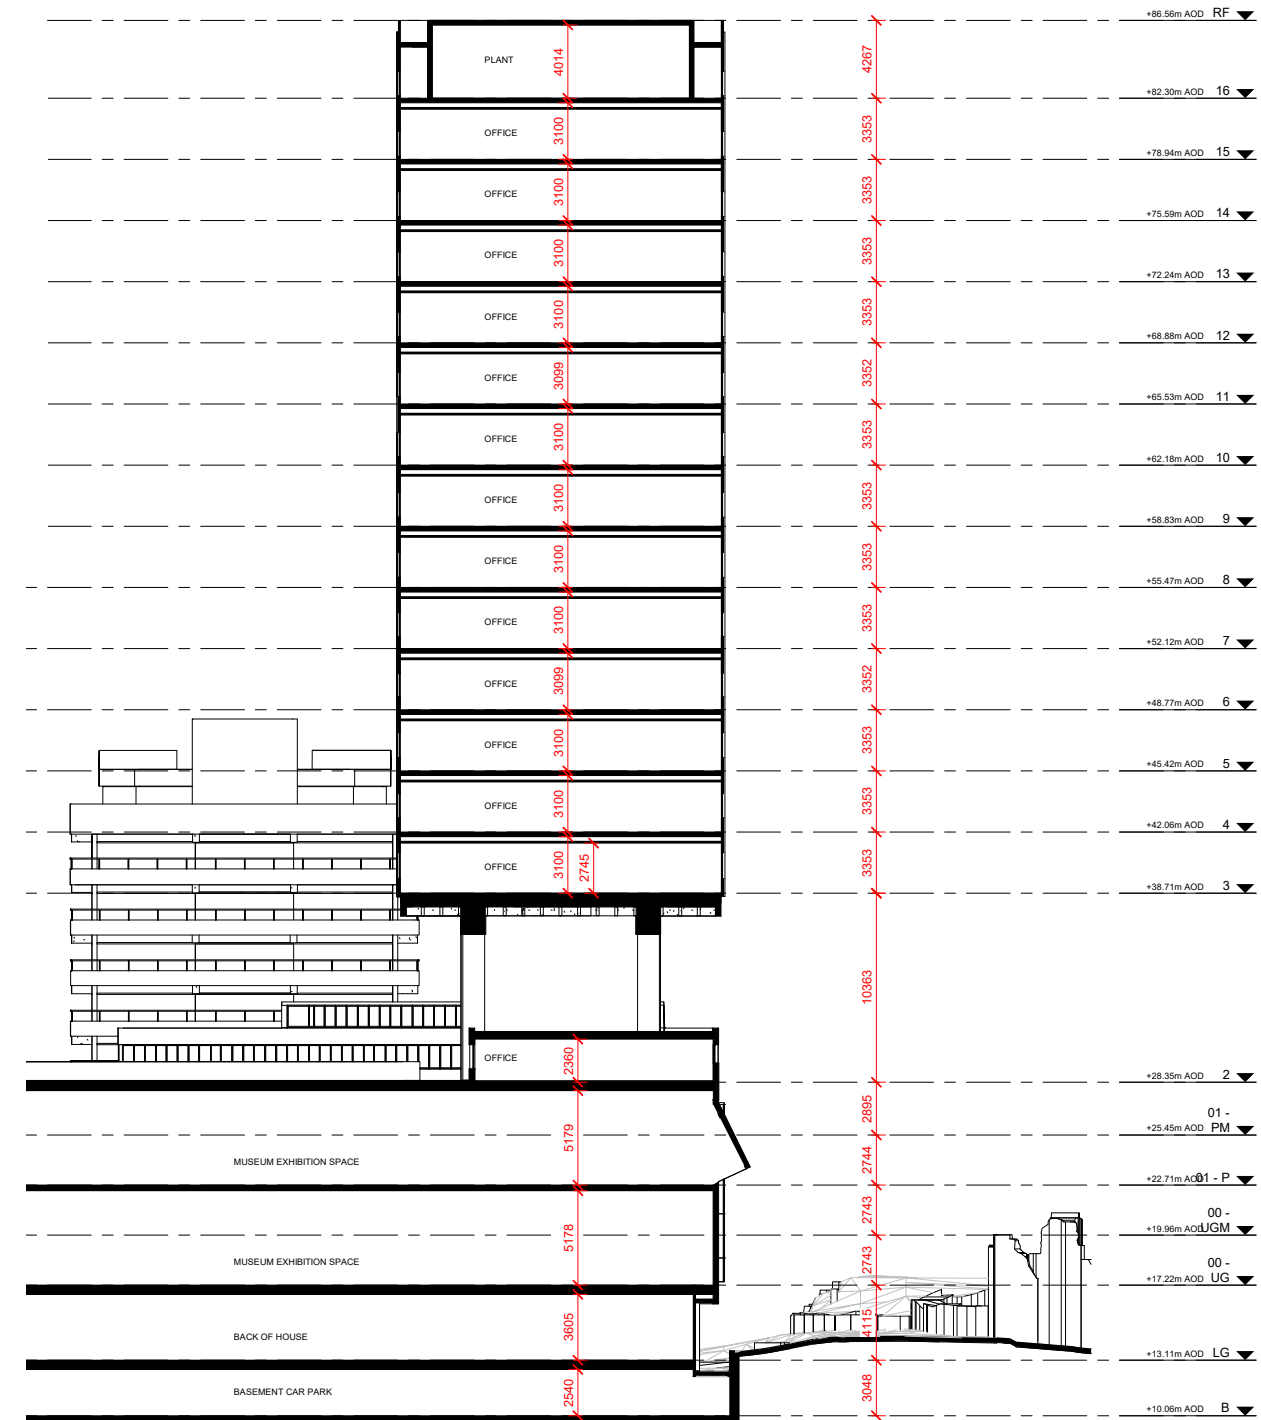 +86.56m AOD RF
PLANT 4014 4267
+82.30m AOD 16
OFFICE 3100 3353
+78.94m AOD 15
OFFICE 3100 3353
+75.59m AOD 14
OFFICE 3100 3353
+72.24m AOD 13
OFFICE 3100 3353
+68.88m AOD 12
OFFICE 3099 3352
+65.53m AOD 11
OFFICE 3100 3353
+62.18m AOD 10
OFFICE 3100 3353
+58.83m AOD 9
OFFICE 3100 3353
+55.47m AOD 8
OFFICE 3100 3353
+52.12m AOD 7
OFFICE 3099 3352
+48.77m AOD 6
OFFICE 3100 3353
+45.42m AOD 5
OFFICE 3100 3353
+42.06m AOD 4
OFFICE 3100 2745 3353
+38.71m AOD 3
10363
OFFICE 2360
+28.35m AOD 2
2895
01 -
+25.45m AOD PM
5179
MUSEUM EXHIBITION SPACE 2744
+22.71m AOD 01 - P
2743
00 -
+19.96m AOD UGM
5178
MUSEUM EXHIBITION SPACE 2743
00 -
+17.22m AOD UG
BACK OF HOUSE 3605 4115
+13.11m AOD LG
BASEMENT CAR PARK 2540 3048
+10.06m AOD B